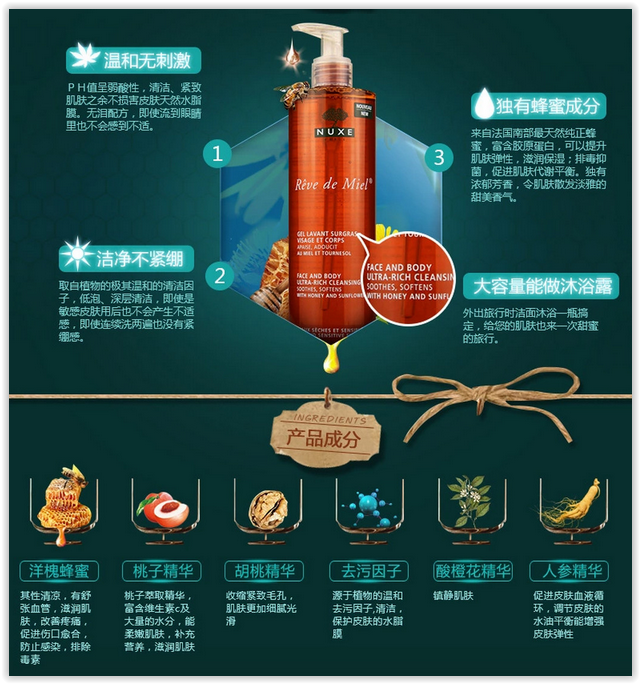 温和无刺激
PH值呈弱酸性,清洁、紧致
肌肤之余不损害皮肤天然水脂
膜。无泪配方,即使流到眼睛
里也不会感到不适。
1
洁净不紧绷
取自植物的极其温和的清洁因
子,低泡、深层清洁,即使是
敏感皮肤用后也不会产生不适
感,即使连续洗两遍也没有紧
绷感。
2
NOUVEAU
NEW
NUXE
Rêve de Miel®
GEL LAVANT SURGRAS
VISAGE ET CORPS
APAISE, ADOUCIT
AU MIEL ET TOURNESOL
FACE AND BODY
ULTRA-RICH CLEANSING
SOOTHES, SOFTENS
WITH HONEY AND SUNFLOW
FACE AND BODY
ULTRA-RICH CLEANSIN
SOOTHES, SOFTENS
WITH HONEY AND SUNFL
3
独有蜂蜜成分
来自法国南部最天然纯正蜂
蜜,富含胶原蛋白,可以提升
肌肤弹性,滋润保湿;排毒抑
菌,促进肌肤代谢平衡。独有
浓郁芳香,令肌肤散发淡雅的
甜美香气。
大容量能做沐浴露
外出旅行时洁面沐浴一瓶搞
定,给您的肌肤也来一次甜蜜
的旅行。
INGREDIENTS
产品成分
洋槐蜂蜜
其性清凉,有舒
张血管,滋润肌
肤,改善疼痛,
促进伤口愈合,
防止感染,排除
毒素
桃子精华
桃子萃取精华,
富含维生素c及
大量的水分,能
柔嫩肌肤,补充
营养,滋润肌肤
胡桃精华
收缩紧致毛孔,
肌肤更加细腻光
滑
去污因子
源于植物的温和
去污因子,清洁,
保护皮肤的水脂
膜
酸橙花精华
镇静肌肤
人参精华
促进皮肤血液循
环,调节皮肤的
水油平衡能增强
皮肤弹性